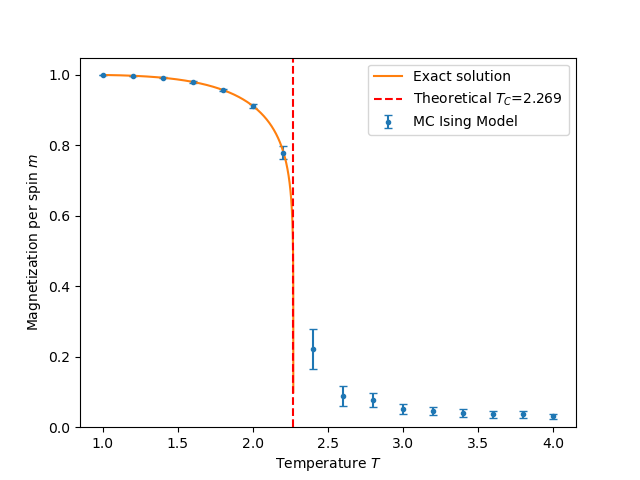 Exact solution
Theoretical $T_C$=2.269
MC Ising Model
Magnetization per spin m
1.0
0.8
0.6
0.4
0.2
0.0
1.0 1.5 2.0 2.5 3.0 3.5 4.0
Temperature T